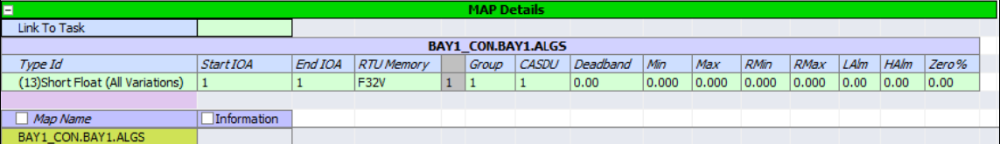 MAP Details
Link To Task
BAY1_CON.BAY1.ALGS
Type Id Start IOA End IOA RTU Memory Group CASDU Deadband Min Max RMin RMax LAlm HAlm Zero%
(13)Short Float (All Variations) 1 1 F32V 1 1 1 0.00 0.000 0.000 0.000 0.000 0.00 0.00 0.00
Map Name Information
BAY1_CON.BAY1.ALGS